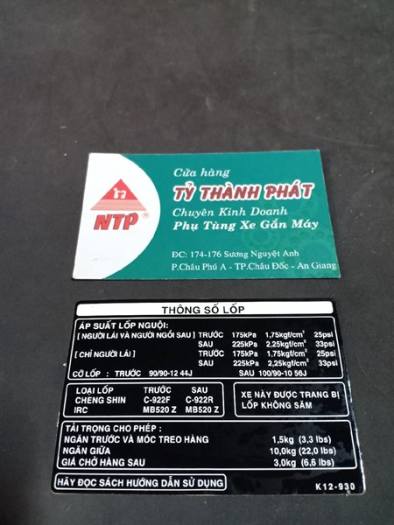 Cửa hàng
TỶ THÀNH PHÁT
Chuyên Kinh Doanh
Phụ Tùng Xe Gắn Máy
NTP®
ĐC: 174-176 Sương Nguyệt Anh
P.Châu Phú A - TP.Châu Đốc - An Giang
THÔNG SỐ LỐP
ÁP SUẤT LỐP NGUỘI:
[NGƯỜI LÁI VÀ NGƯỜI NGỒI SAU] TRƯỚC 175kPa 1,75kgf/cm² 25psi
SAU 225kPa 2,25kgf/cm² 33psi
[CHỈ NGƯỜI LÁI] TRƯỚC 175kPa 1,75kgf/cm² 25psi
SAU 225kPa 2,25kgf/cm² 33psi
CỠ LỐP : TRƯỚC 90/90-12 44J SAU 100/90-10 56J
LOẠI LỐP TRƯỚC SAU
CHENG SHIN C-922F C-922R
IRC MB520 Z MB520 Z
XE NÀY ĐƯỢC TRANG BỊ
LỐP KHÔNG SĂM
TẢI TRỌNG CHO PHÉP :
NGĂN TRƯỚC VÀ MÓC TREO HÀNG 1,5kg (3,3 lbs)
NGĂN GIỮA 10,0kg (22,0 lbs)
GIÁ CHỞ HÀNG SAU 3,0kg (6,6 lbs)
HÃY ĐỌC SÁCH HƯỚNG DẪN SỬ DỤNG
K12-930